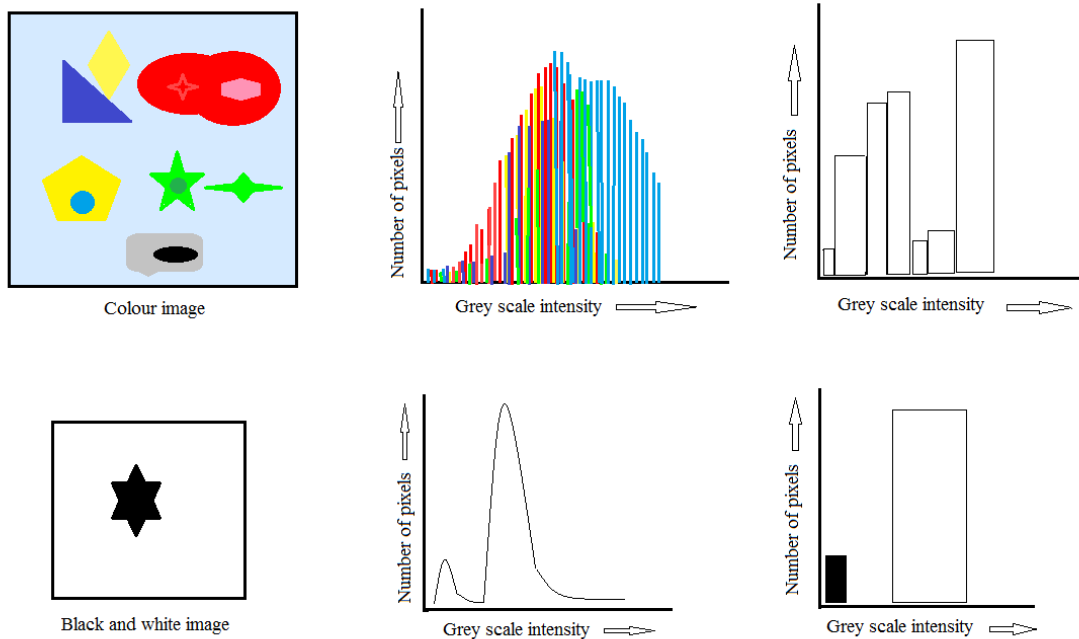 Number of pixels
Grey scale intensity
Number of pixels
Grey scale intensity
Colour image
Number of pixels
Grey scale intensity
Number of pixels
Grey scale intensity
Black and white image